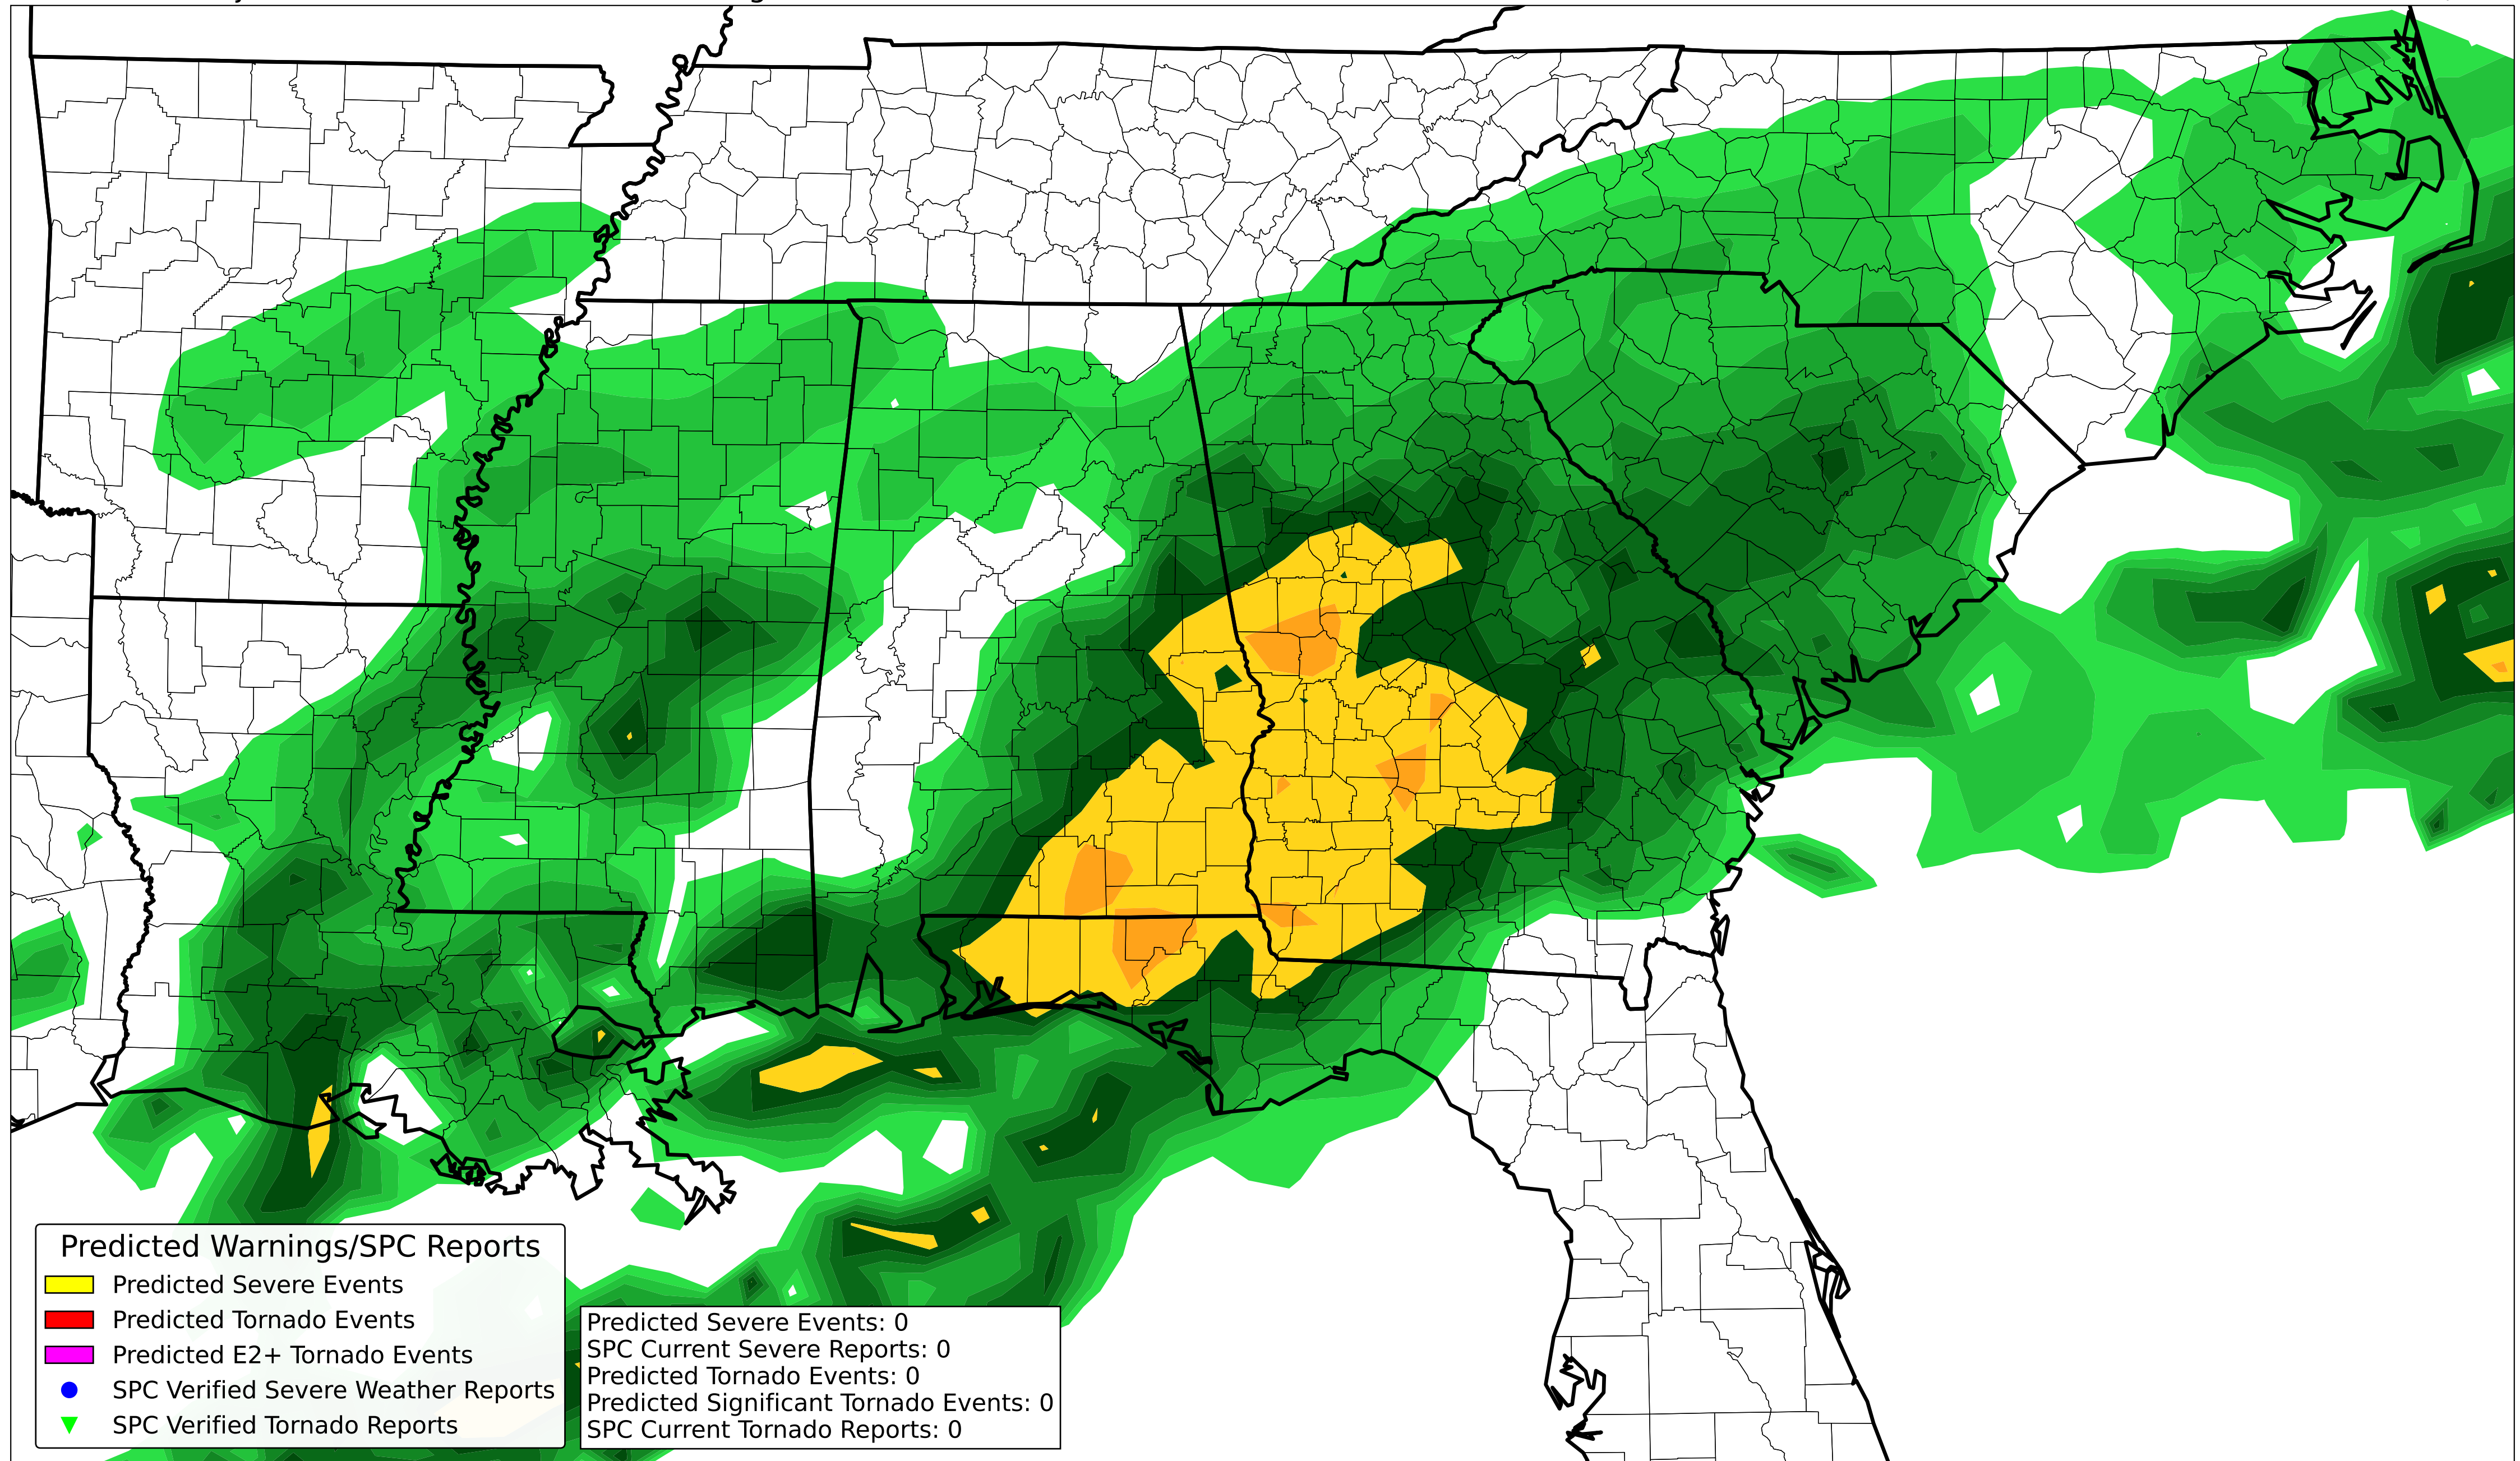 Predicted Warnings/SPC Reports
Predicted Severe Events
Predicted Tornado Events
Predicted E2+ Tornado Events
SPC Verified Severe Weather Reports
SPC Verified Tornado Reports
Predicted Severe Events: 0
SPC Current Severe Reports: 0
Predicted Tornado Events: 0
Predicted Significant Tornado Events: 0
SPC Current Tornado Reports: 0